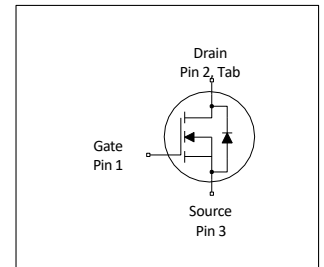 Drain
Pin 2, Tab
Gate
Pin 1
Source
Pin 3